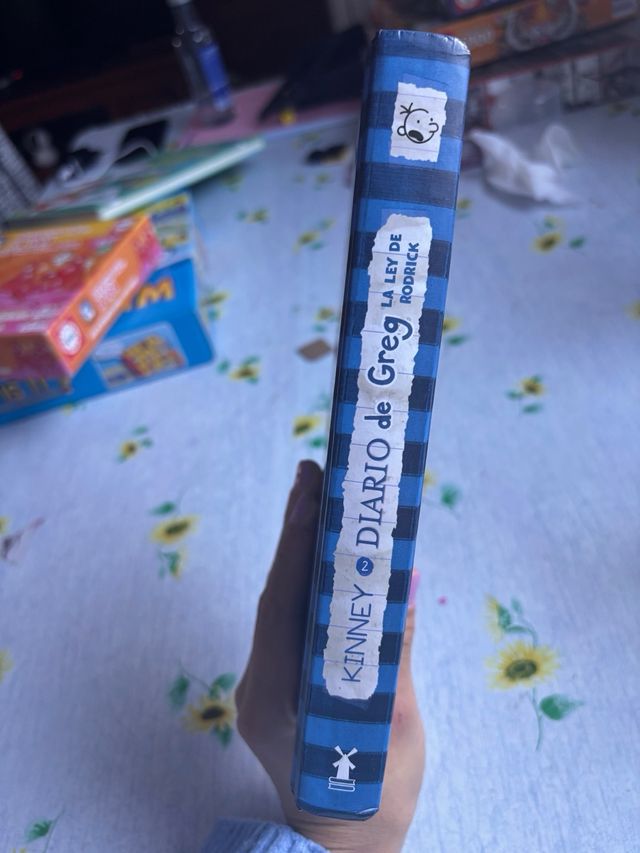 KINNEY 2 DIARIO de Greg
LA LEY DE
RODRICK